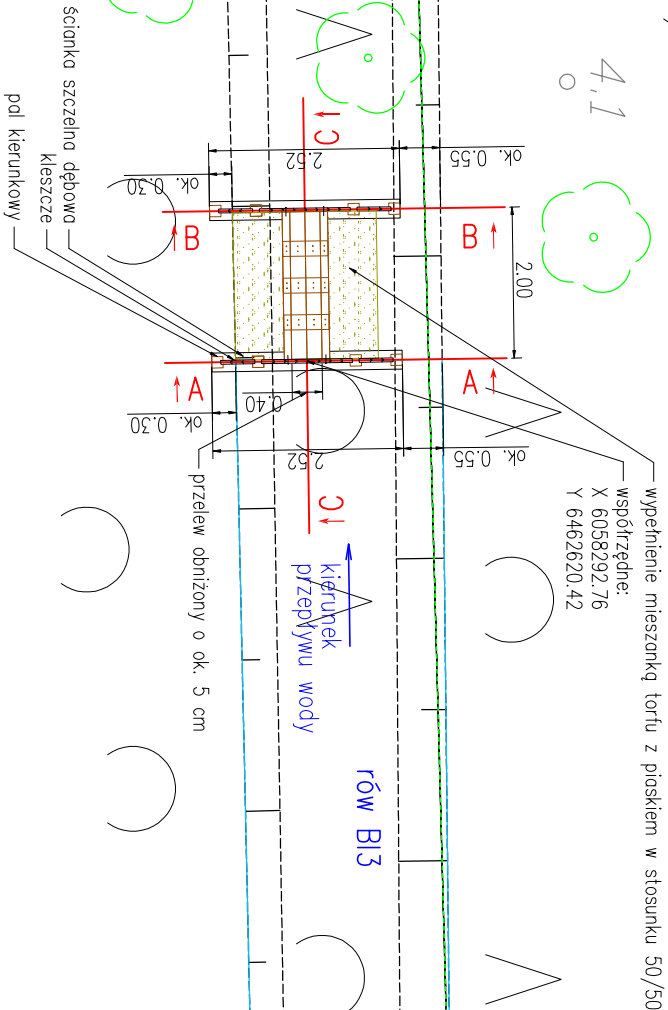 4.1
wypełnienie mieszanką torfu z piaskiem w stosunku 50/50
współrzędne:
X 6058292.76
Y 6462620.42
ok. 0.55
2.52
ok. 0.30
C
B
B
2.00
A
A
0.40
ok. 0.55
2.52
ok. 0.30
C
ścianka szczelna dębowa
kleszcze
pal kierunkowy
przelew obniżony o ok. 5 cm
kierunek
przepływu wody
rów BI3